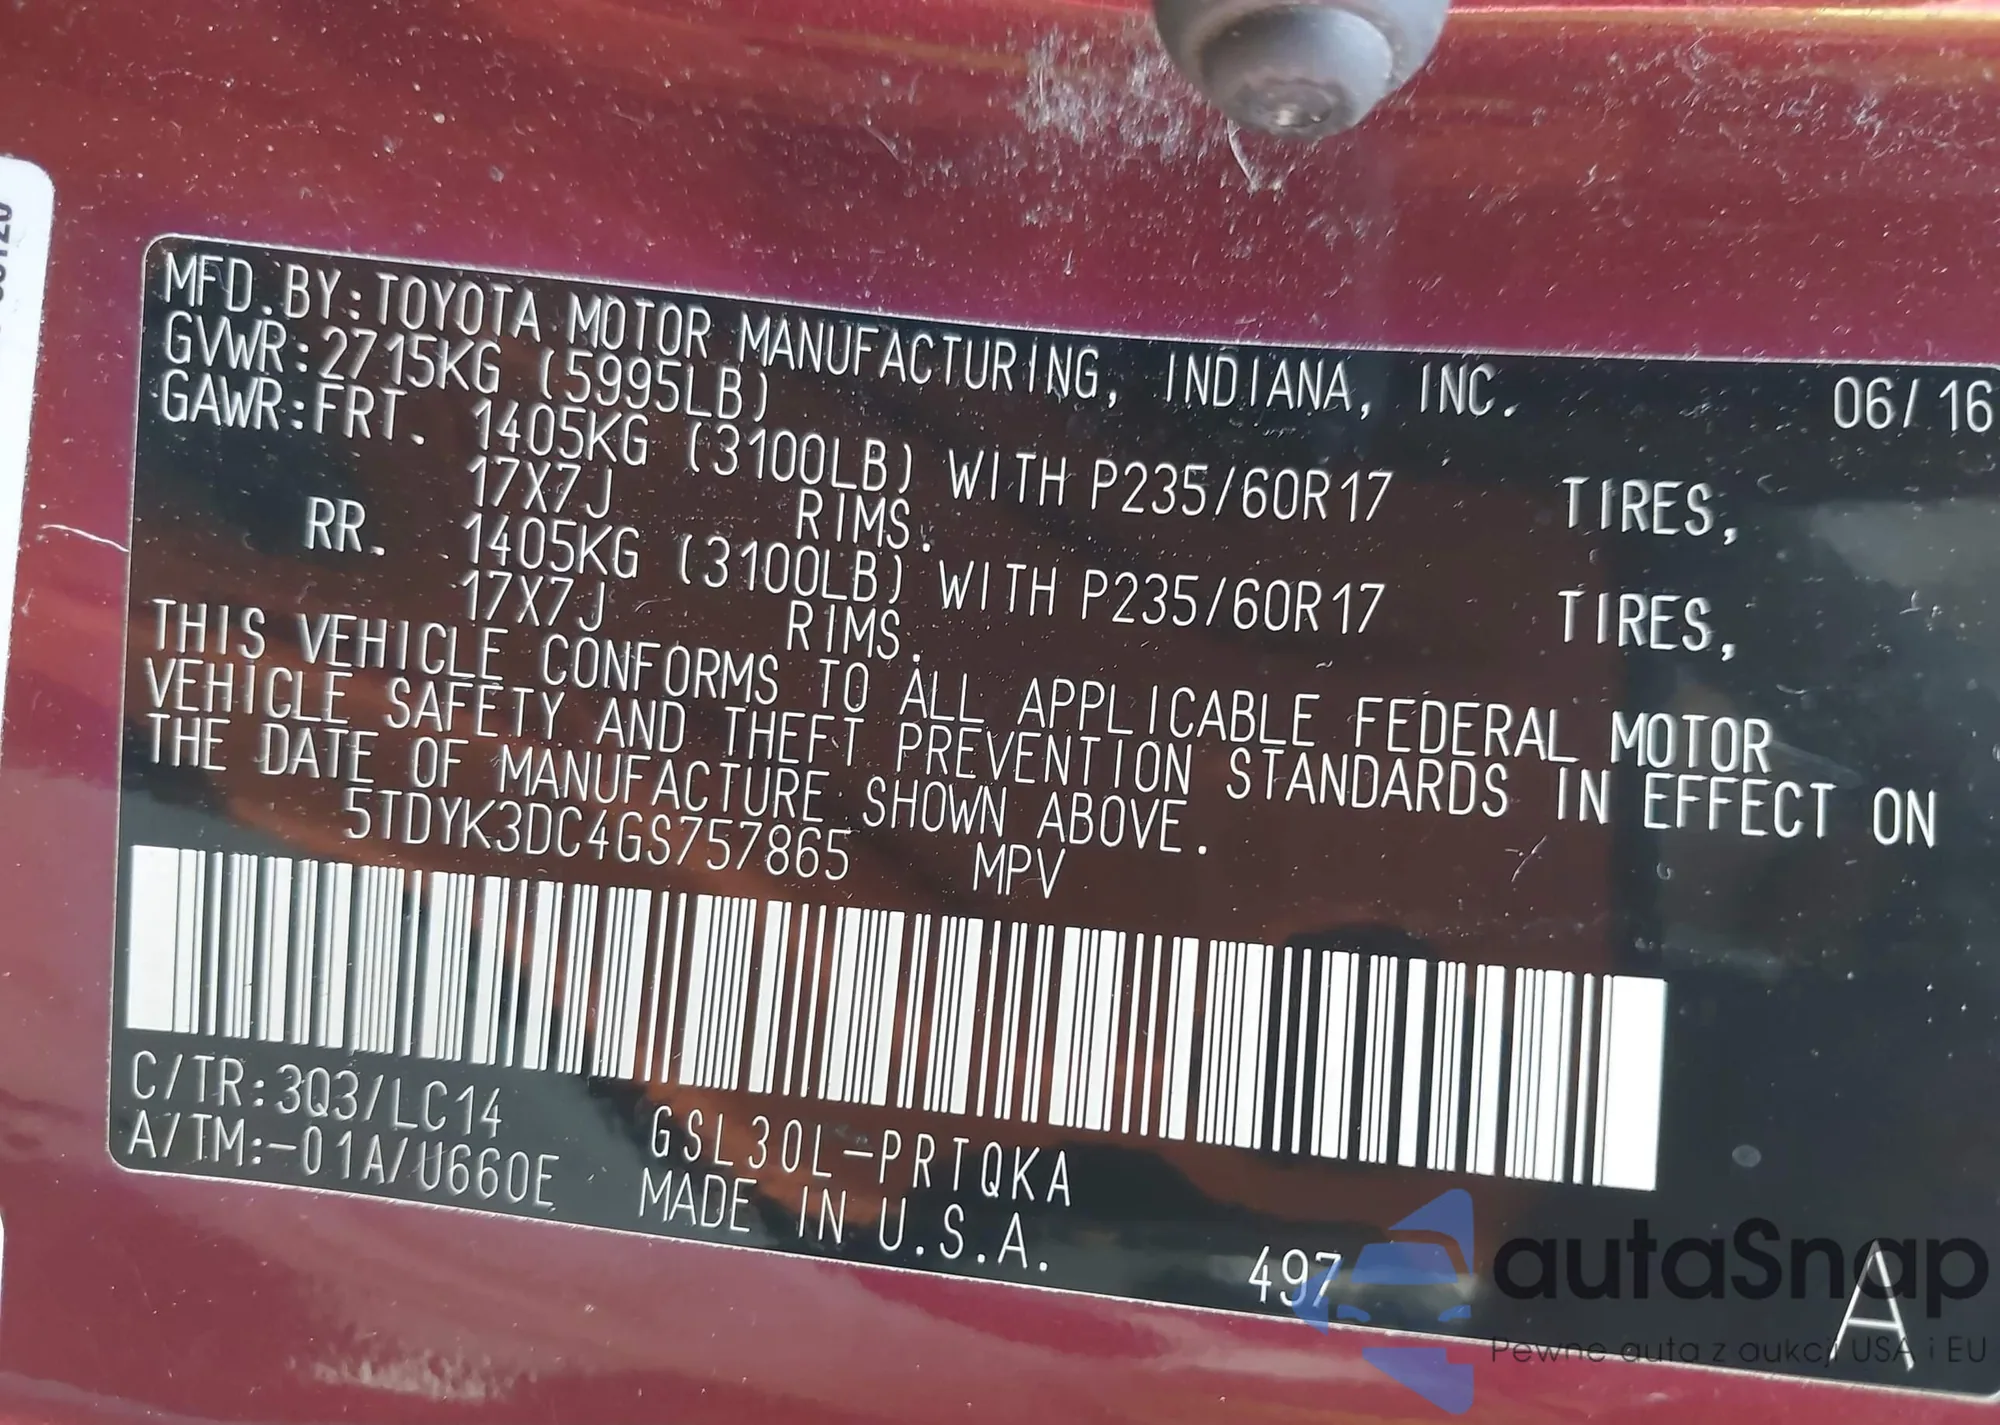 MFD.BY:TOYOTA MOTOR MANUFACTURING, INDIANA, INC. 06/16
GVWR:2715KG (5995LB)
GAWR:FRT. 1405KG (3100LB) WITH P235/60R17 TIRES,
17X7J RIMS.
RR. 1405KG (3100LB) WITH P235/60R17 TIRES,
17X7J RIMS.
THIS VEHICLE CONFORMS TO ALL APPLICABLE FEDERAL MOTOR
VEHICLE SAFETY AND THEFT PREVENTION STANDARDS IN EFFECT ON
THE DATE OF MANUFACTURE SHOWN ABOVE.
5TDYK3DC4GS757865 MPV
C/TR:3Q3/LC14 GSL30L-PRTQKA
A/TM:-01A/U660E MADE IN U.S.A.
497 A
autaSnap
Pewne auta z aukcji USA i EU